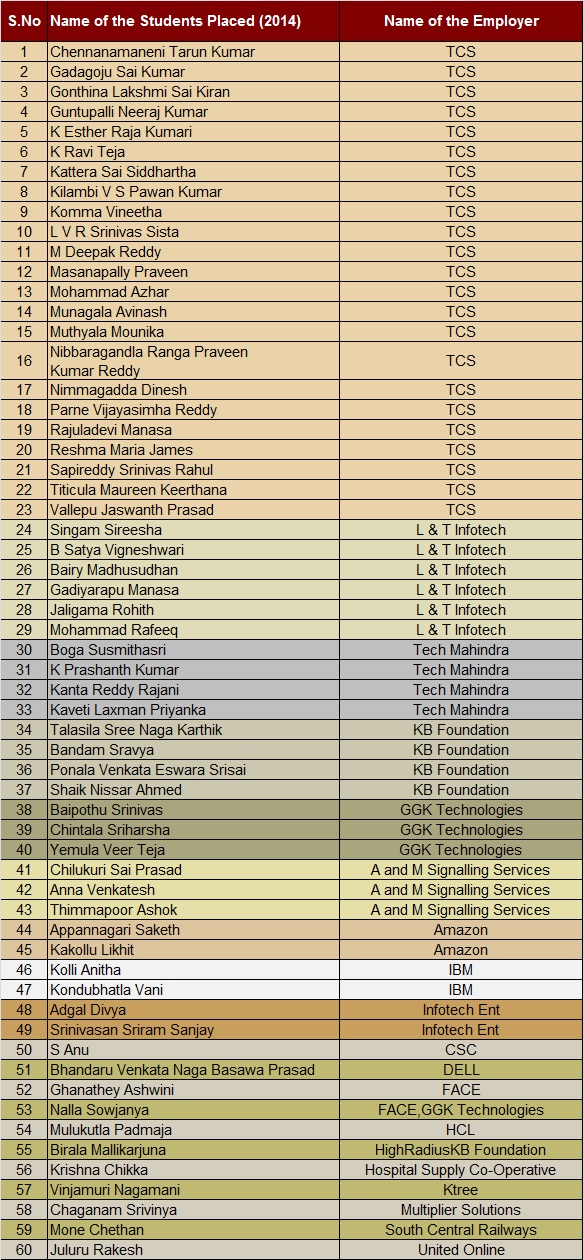 S.No Name of the Students Placed (2014) Name of the Employer
1 Chennanamaneni Tarun Kumar TCS
2 Gadagoju Sai Kumar TCS
3 Gonthina Lakshmi Sai Kiran TCS
4 Guntupalli Neeraj Kumar TCS
5 K Esther Raja Kumari TCS
6 K Ravi Teja TCS
7 Kattera Sai Siddhartha TCS
8 Kilambi V S Pawan Kumar TCS
9 Komma Vineetha TCS
10 L V R Srinivas Sista TCS
11 M Deepak Reddy TCS
12 Masanapally Praveen TCS
13 Mohammad Azhar TCS
14 Munagala Avinash TCS
15 Muthyala Mounika TCS
16 Nibbaragandla Ranga Praveen
Kumar Reddy TCS
17 Nimmagadda Dinesh TCS
18 Parne Vijayasimha Reddy TCS
19 Rajuladevi Manasa TCS
20 Reshma Maria James TCS
21 Sapireddy Srinivas Rahul TCS
22 Titicula Maureen Keerthana TCS
23 Vallepu Jaswanth Prasad TCS
24 Singam Sireesha L & T Infotech
25 B Satya Vigneshwari L & T Infotech
26 Bairy Madhusudhan L & T Infotech
27 Gadiyarapu Manasa L & T Infotech
28 Jaligama Rohith L & T Infotech
29 Mohammad Rafeeq L & T Infotech
30 Boga Susmithasri Tech Mahindra
31 K Prashanth Kumar Tech Mahindra
32 Kanta Reddy Rajani Tech Mahindra
33 Kaveti Laxman Priyanka Tech Mahindra
34 Talasila Sree Naga Karthik KB Foundation
35 Bandam Sravya KB Foundation
36 Ponala Venkata Eswara Srisai KB Foundation
37 Shaik Nissar Ahmed KB Foundation
38 Baipothu Srinivas GGK Technologies
39 Chintala Sriharsha GGK Technologies
40 Yemula Veer Teja GGK Technologies
41 Chilukuri Sai Prasad A and M Signalling Services
42 Anna Venkatesh A and M Signalling Services
43 Thimmapoor Ashok A and M Signalling Services
44 Appannagari Saketh Amazon
45 Kakollu Likhit Amazon
46 Kolli Anitha IBM
47 Kondubhatla Vani IBM
48 Adgal Divya Infotech Ent
49 Srinivasan Sriram Sanjay Infotech Ent
50 S Anu CSC
51 Bhandaru Venkata Naga Basawa Prasad DELL
52 Ghanathey Ashwini FACE
53 Nalla Sowjanya FACE,GGK Technologies
54 Mulukutla Padmaja HCL
55 Birala Mallikarjuna HighRadiusKB Foundation
56 Krishna Chikka Hospital Supply Co-Operative
57 Vinjamuri Nagamani Ktree
58 Chaganam Srivinya Multiplier Solutions
59 Mone Chethan South Central Railways
60 Juluru Rakesh United Online